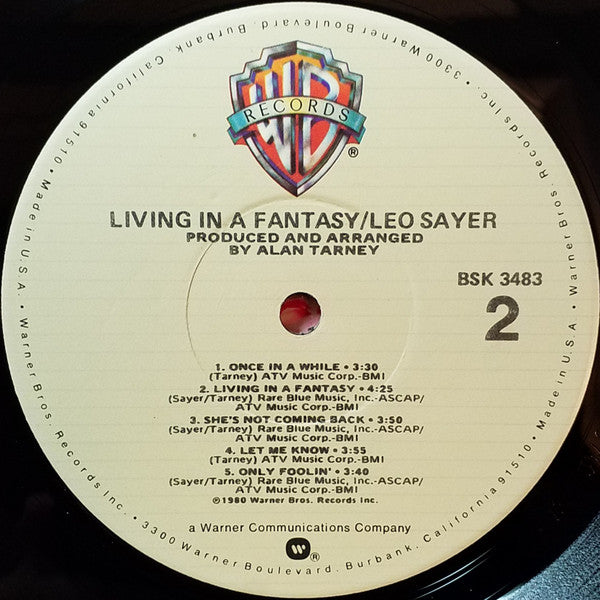 WB
RECORDS
®
LIVING IN A FANTASY/LEO SAYER
PRODUCED AND ARRANGED
BY ALAN TARNEY
BSK 3483
2
1. ONCE IN A WHILE • 3:30
(Tarney) ATV Music Corp.-BMI
2. LIVING IN A FANTASY • 4:25
(Sayer/Tarney) Rare Blue Music, Inc.-ASCAP/
ATV Music Corp.-BMI
3. SHE'S NOT COMING BACK • 3:50
(Sayer/Tarney) Rare Blue Music, Inc.-ASCAP/
ATV Music Corp.-BMI
4. LET ME KNOW • 3:55
(Tarney) ATV Music Corp.-BMI
5. ONLY FOOLIN' • 3:40
(Sayer/Tarney) Rare Blue Music, Inc.-ASCAP/
ATV Music Corp.-BMI
℗1980 Warner Bros. Records Inc.
a Warner Communications Company
W ®
Warner Bros. Records Inc. • 3300 Warner Boulevard, Burbank, California 91510 • Made in U.S.A. • Warner Bros. Records Inc. • 3300 Warner Boulevard, Burbank, California 91510 • Made in U.S.A. •